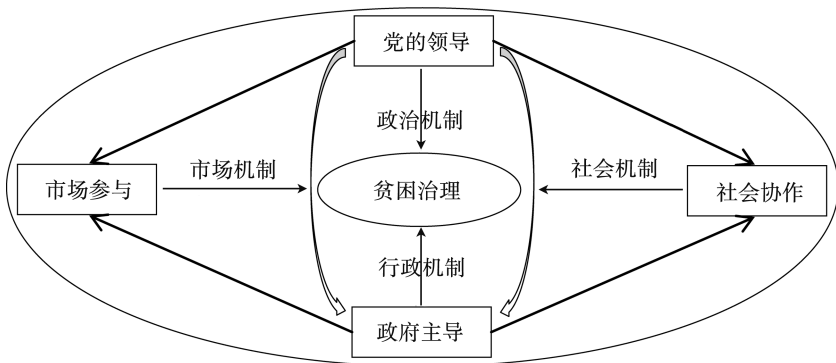 党的领导
政治机制
市场机制
社会机制
市场参与
贫困治理
社会协作
行政机制
政府主导